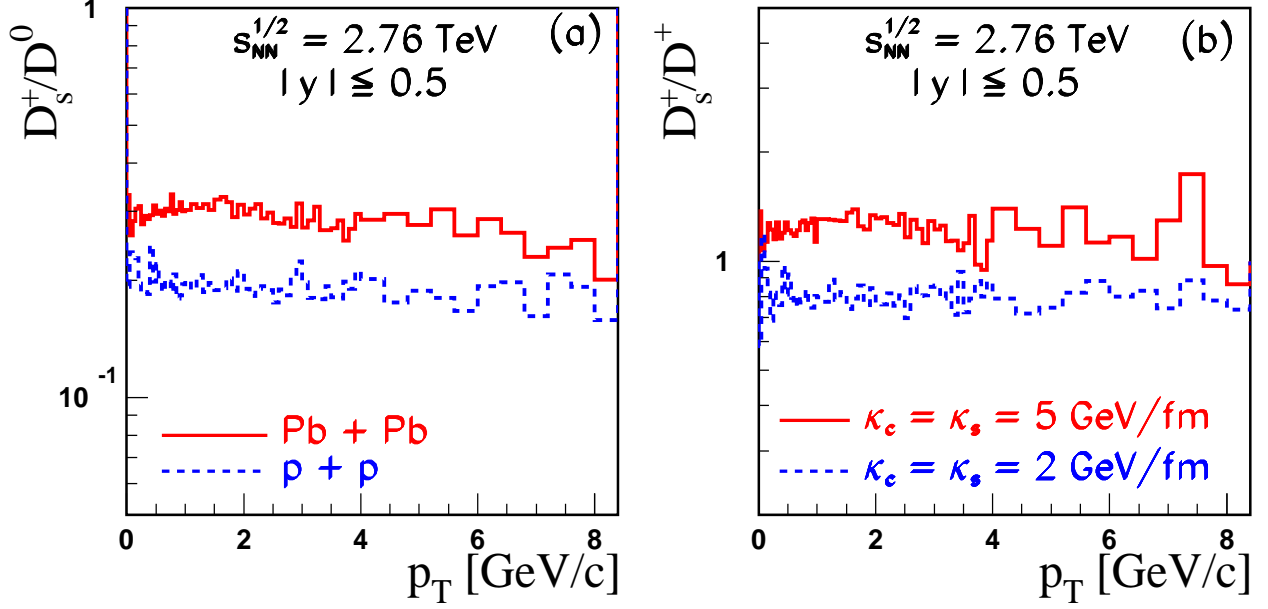 D_s^+/D^0
1
10^-1
s_NN^1/2 = 2.76 TeV
(a)
| y | ≦ 0.5
Pb + Pb
p + p
0 2 4 6 8
p_T [GeV/c]
D_s^+/D^+
1
s_NN^1/2 = 2.76 TeV
(b)
| y | ≦ 0.5
κ_c = κ_s = 5 GeV/fm
κ_c = κ_s = 2 GeV/fm
0 2 4 6 8
p_T [GeV/c]